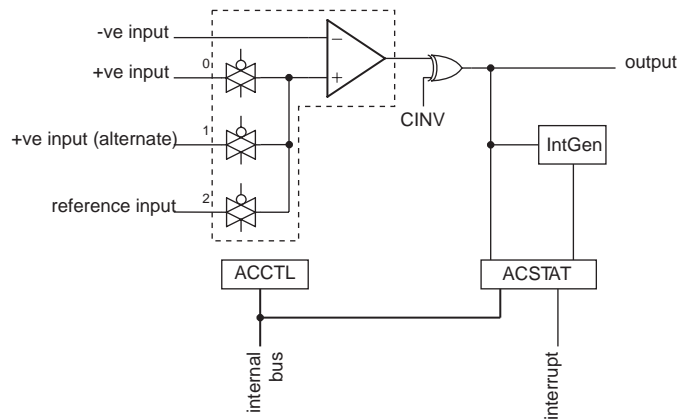 -ve input
+ve input
0
output
CINV
+ve input (alternate)
1
IntGen
reference input
2
ACCTL
ACSTAT
internal
bus
interrupt
−
+